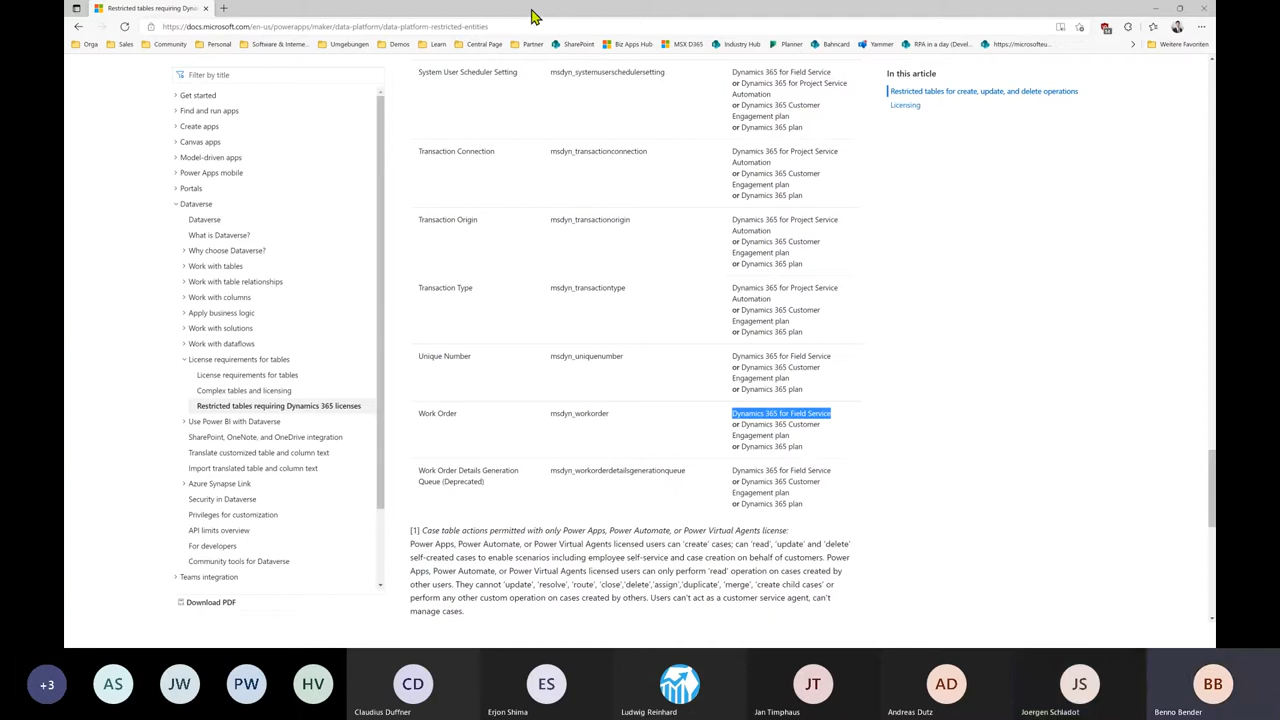 Restricted tables requiring Dyna
https://docs.microsoft.com/en-us/powerapps/maker/data-platform/data-platform-restricted-entities
Orga
Sales
Community
Personal
Software & Interne...
Umgebungen
Demos
Learn
Central Page
Partner
SharePoint
Biz Apps Hub
MSX D365
Industry Hub
Planner
Bahncard
Yammer
RPA in a day (Devel...
https://microsofteu...
Weitere Favoriten
Filter by title
Get started
Find and run apps
Create apps
Canvas apps
Model-driven apps
Power Apps mobile
Portals
Dataverse
Dataverse
What is Dataverse?
Why choose Dataverse?
Work with tables
Work with table relationships
Work with columns
Apply business logic
Work with solutions
Work with dataflows
License requirements for tables
License requirements for tables
Complex tables and licensing
Restricted tables requiring Dynamics 365 licenses
Use Power BI with Dataverse
SharePoint, OneNote, and OneDrive integration
Translate customized table and column text
Import translated table and column text
Azure Synapse Link
Security in Dataverse
Privileges for customization
API limits overview
For developers
Community tools for Dataverse
Teams integration
Download PDF
System User Scheduler Setting
msdyn_systemuserschedulersetting
Dynamics 365 for Field Service
or Dynamics 365 for Project Service
Automation
or Dynamics 365 Customer
Engagement plan
or Dynamics 365 plan
Transaction Connection
msdyn_transactionconnection
Dynamics 365 for Project Service
Automation
or Dynamics 365 Customer
Engagement plan
or Dynamics 365 plan
Transaction Origin
msdyn_transactionorigin
Dynamics 365 for Project Service
Automation
or Dynamics 365 Customer
Engagement plan
or Dynamics 365 plan
Transaction Type
msdyn_transactiontype
Dynamics 365 for Project Service
Automation
or Dynamics 365 Customer
Engagement plan
or Dynamics 365 plan
Unique Number
msdyn_uniquenumber
Dynamics 365 for Field Service
or Dynamics 365 Customer
Engagement plan
or Dynamics 365 plan
Work Order
msdyn_workorder
Dynamics 365 for Field Service
or Dynamics 365 Customer
Engagement plan
or Dynamics 365 plan
Work Order Details Generation
Queue (Deprecated)
msdyn_workorderdetailsgenerationqueue
Dynamics 365 for Field Service
or Dynamics 365 Customer
Engagement plan
or Dynamics 365 plan
[1] Case table actions permitted with only Power Apps, Power Automate, or Power Virtual Agents license:
Power Apps, Power Automate, or Power Virtual Agents licensed users can 'create' cases; can 'read', 'update' and 'delete'
self-created cases to enable scenarios including employee self-service and case creation on behalf of customers. Power
Apps, Power Automate, or Power Virtual Agents licensed users can only perform 'read' operation on cases created by
other users. They cannot 'update', 'resolve', 'route', 'close','delete','assign','duplicate', 'merge', 'create child cases' or
perform any other custom operation on cases created by others. Users can't act as a customer service agent, can't
manage cases.
In this article
Restricted tables for create, update, and delete operations
Licensing
+3
AS
JW
PW
HV
CD
Claudius Duffner
ES
Erjon Shima
Ludwig Reinhard
JT
Jan Timphaus
AD
Andreas Dutz
JS
Joergen Schladot
BB
Benno Bender